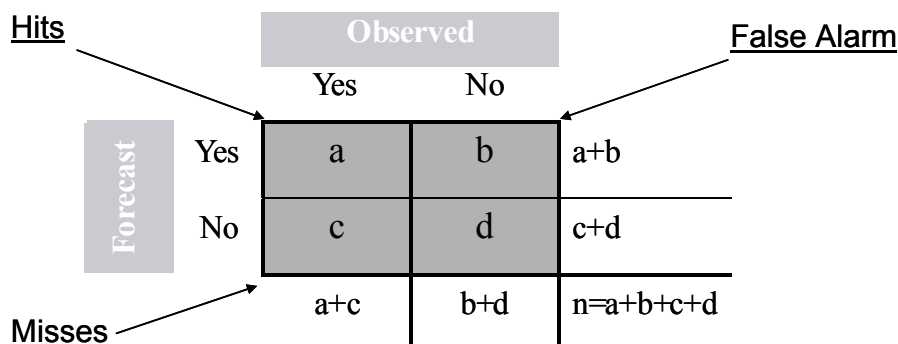 Hits
Observed
False Alarm
Yes No
Forecast
Yes a b a+b
No c d c+d
a+c b+d n=a+b+c+d
Misses